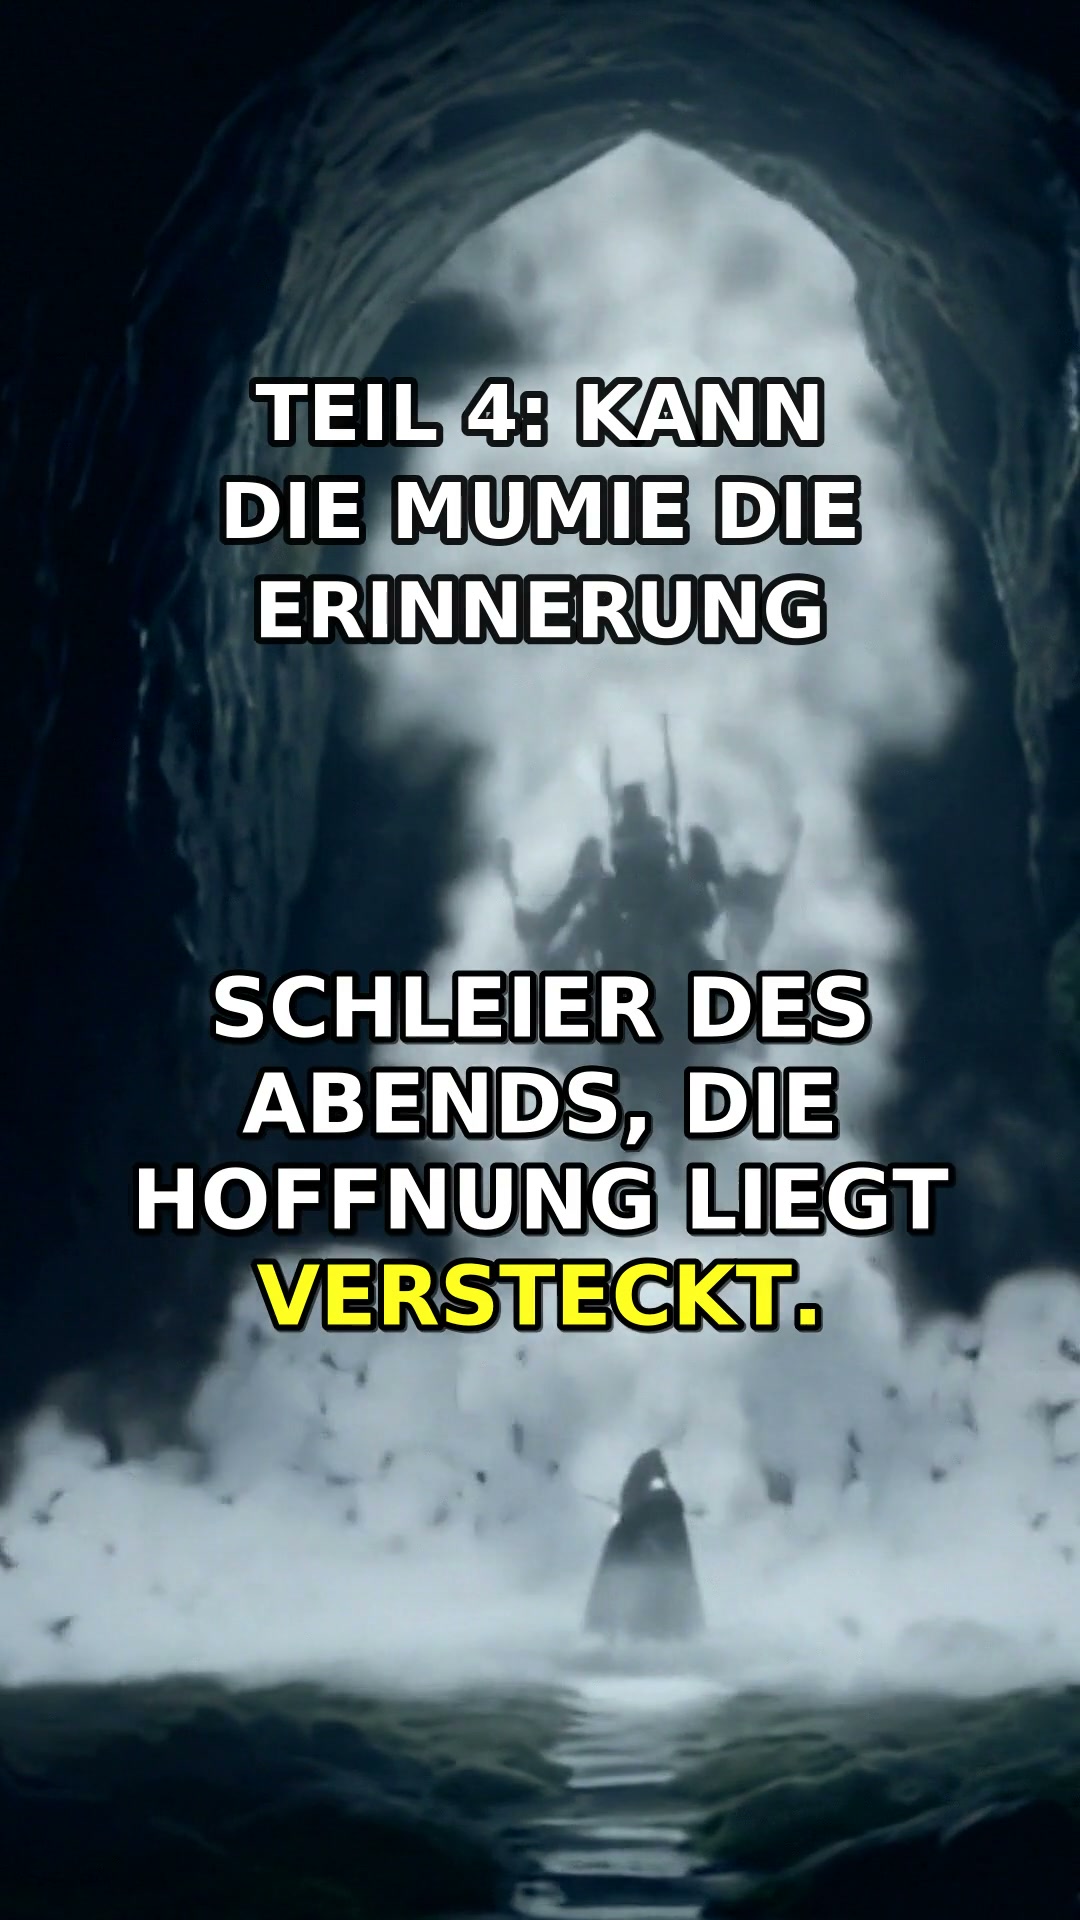 TEIL 4: KANN
DIE MUMIE DIE
ERINNERUNG
SCHLEIER DES
ABENDS, DIE
HOFFNUNG LIEGT
VERSTECKT.